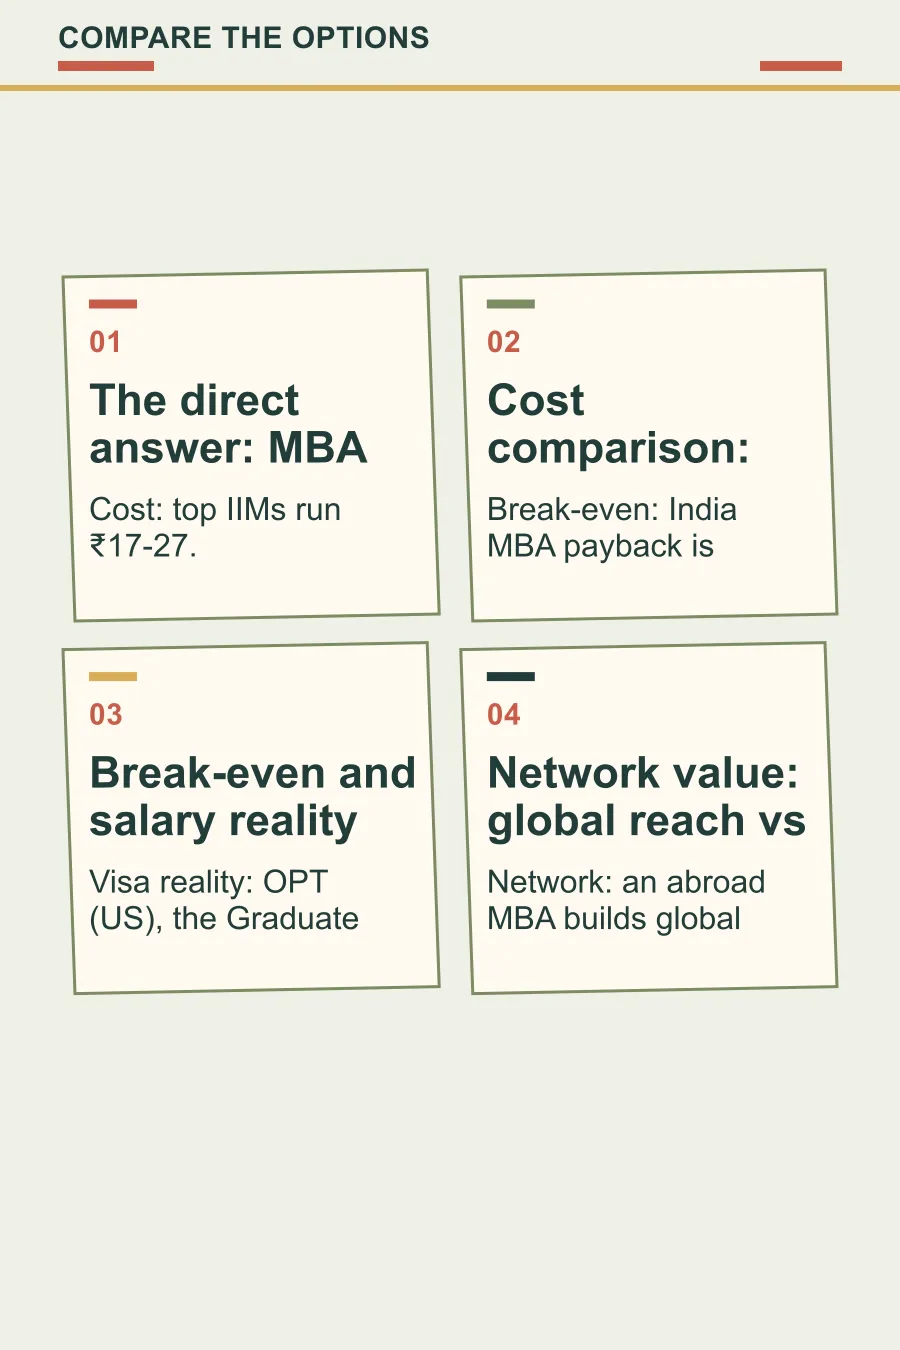 COMPARE THE OPTIONS
01
The direct
answer: MBA
Cost: top IIMs run
₹17-27.
02
Cost
comparison:
Break-even: India
MBA payback is
03
Break-even and
salary reality
Visa reality: OPT
(US), the Graduate
04
Network value:
global reach vs
Network: an abroad
MBA builds global